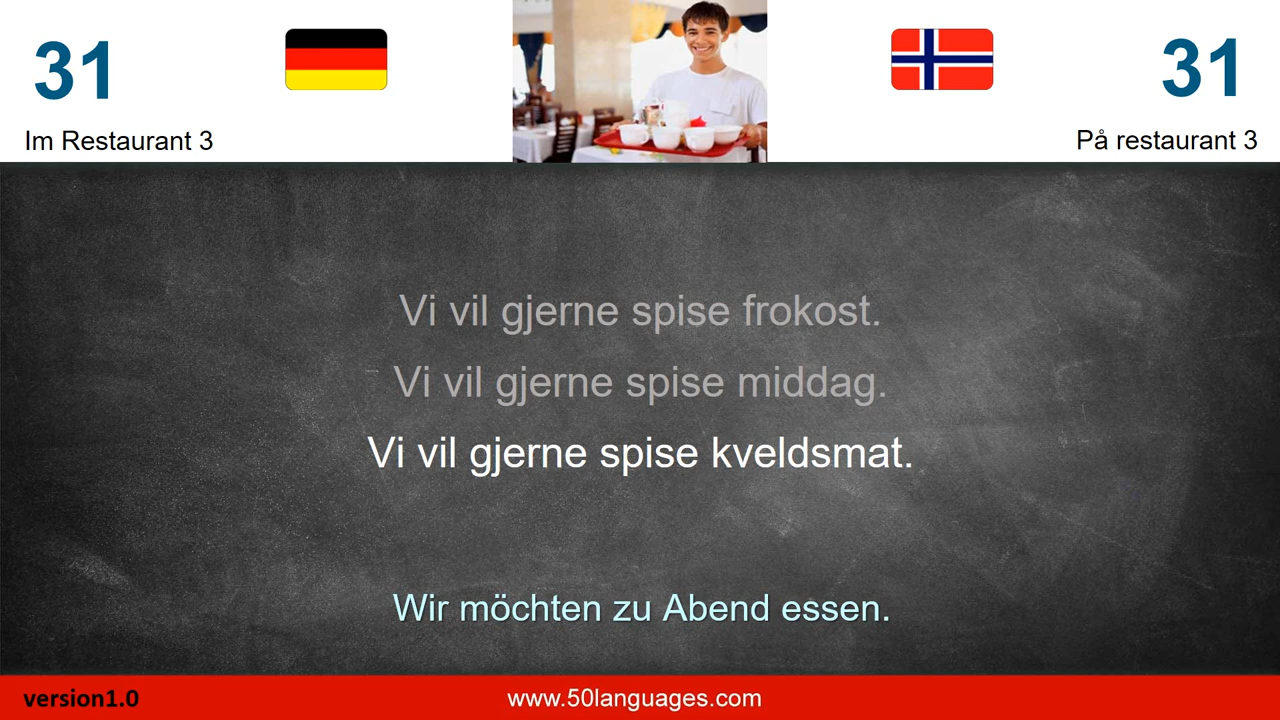 31
31
Im Restaurant 3
På restaurant 3
Vi vil gjerne spise frokost.
Vi vil gjerne spise middag.
Vi vil gjerne spise kveldsmat.
Wir möchten zu Abend essen.
version1.0
www.50languages.com